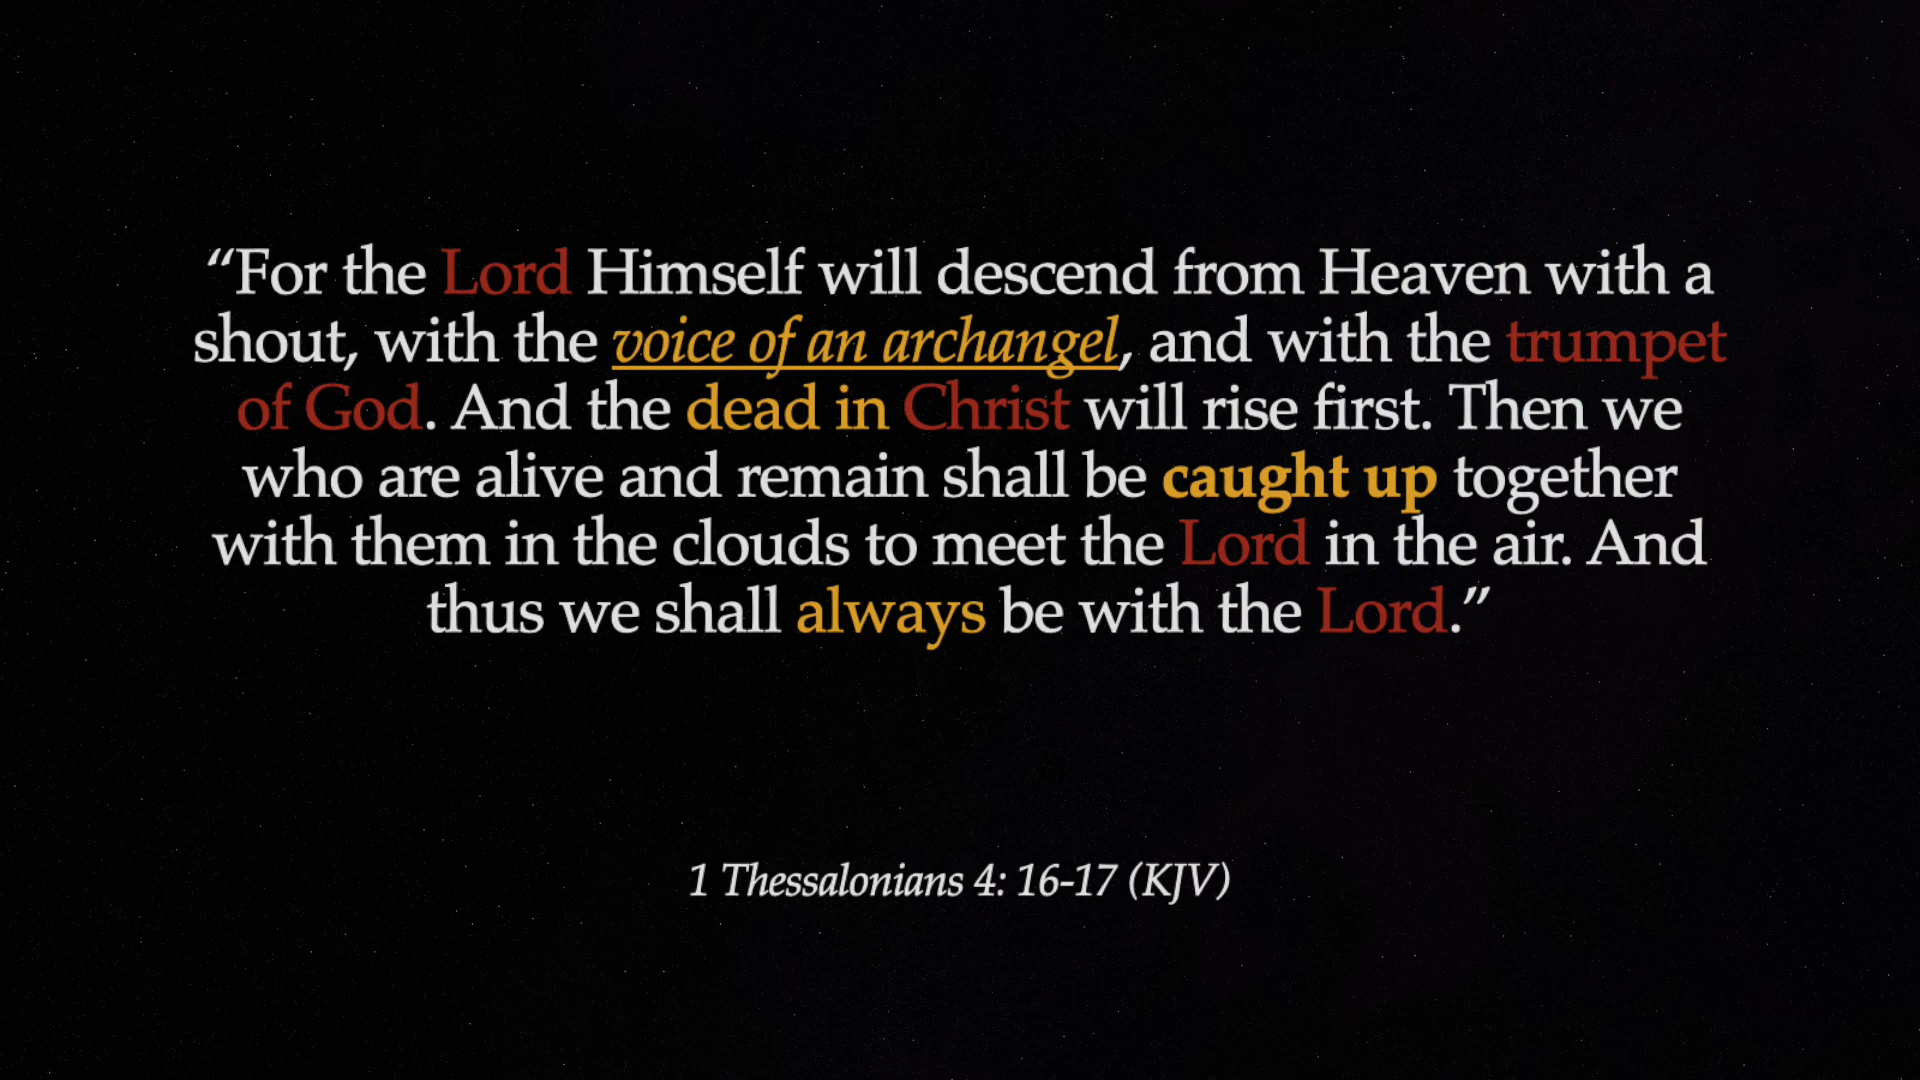 “For the Lord Himself will descend from Heaven with a
shout, with the voice of an archangel, and with the trumpet
of God. And the dead in Christ will rise first. Then we
who are alive and remain shall be caught up together
with them in the clouds to meet the Lord in the air. And
thus we shall always be with the Lord.”
1 Thessalonians 4: 16-17 (KJV)